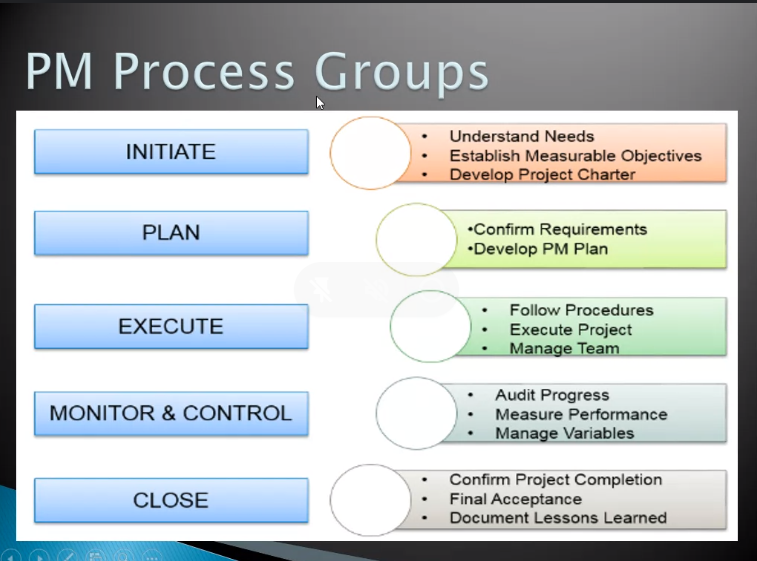 PM Process Groups
INITIATE
• Understand Needs
• Establish Measurable Objectives
• Develop Project Charter
PLAN
•Confirm Requirements
•Develop PM Plan
EXECUTE
• Follow Procedures
• Execute Project
• Manage Team
MONITOR & CONTROL
• Audit Progress
• Measure Performance
• Manage Variables
CLOSE
• Confirm Project Completion
• Final Acceptance
• Document Lessons Learned